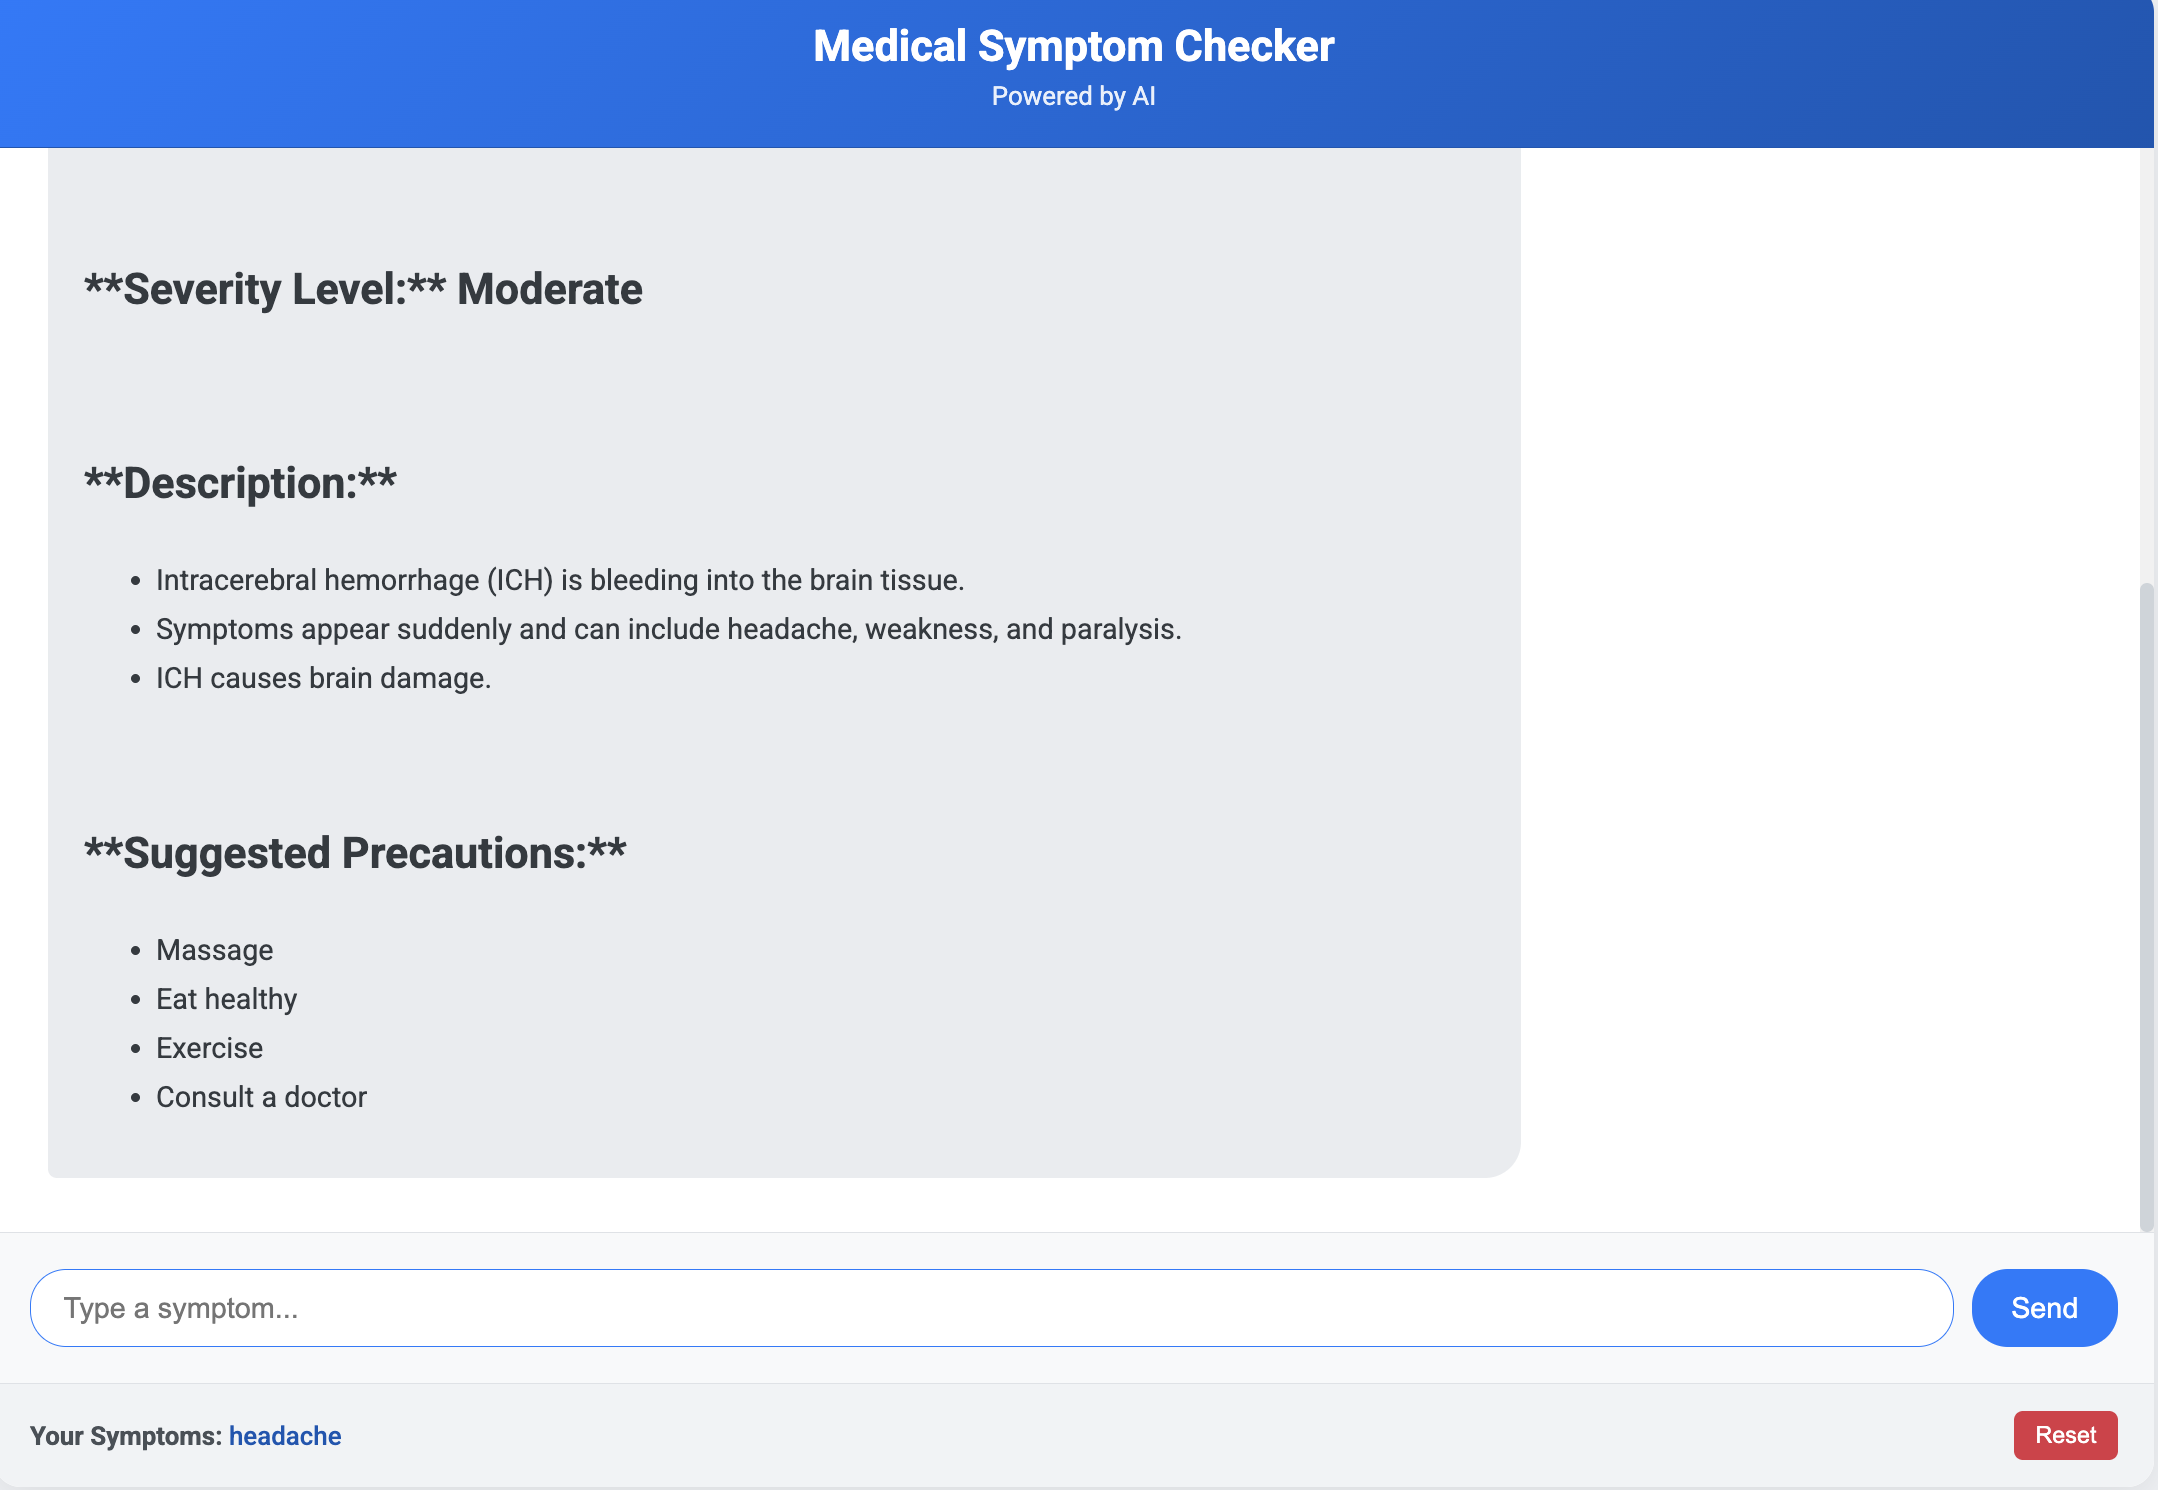 Medical Symptom Checker
Powered by AI
**Severity Level:** Moderate
**Description:**
• Intracerebral hemorrhage (ICH) is bleeding into the brain tissue.
• Symptoms appear suddenly and can include headache, weakness, and paralysis.
• ICH causes brain damage.
**Suggested Precautions:**
• Massage
• Eat healthy
• Exercise
• Consult a doctor
Type a symptom...
Send
Your Symptoms: headache
Reset